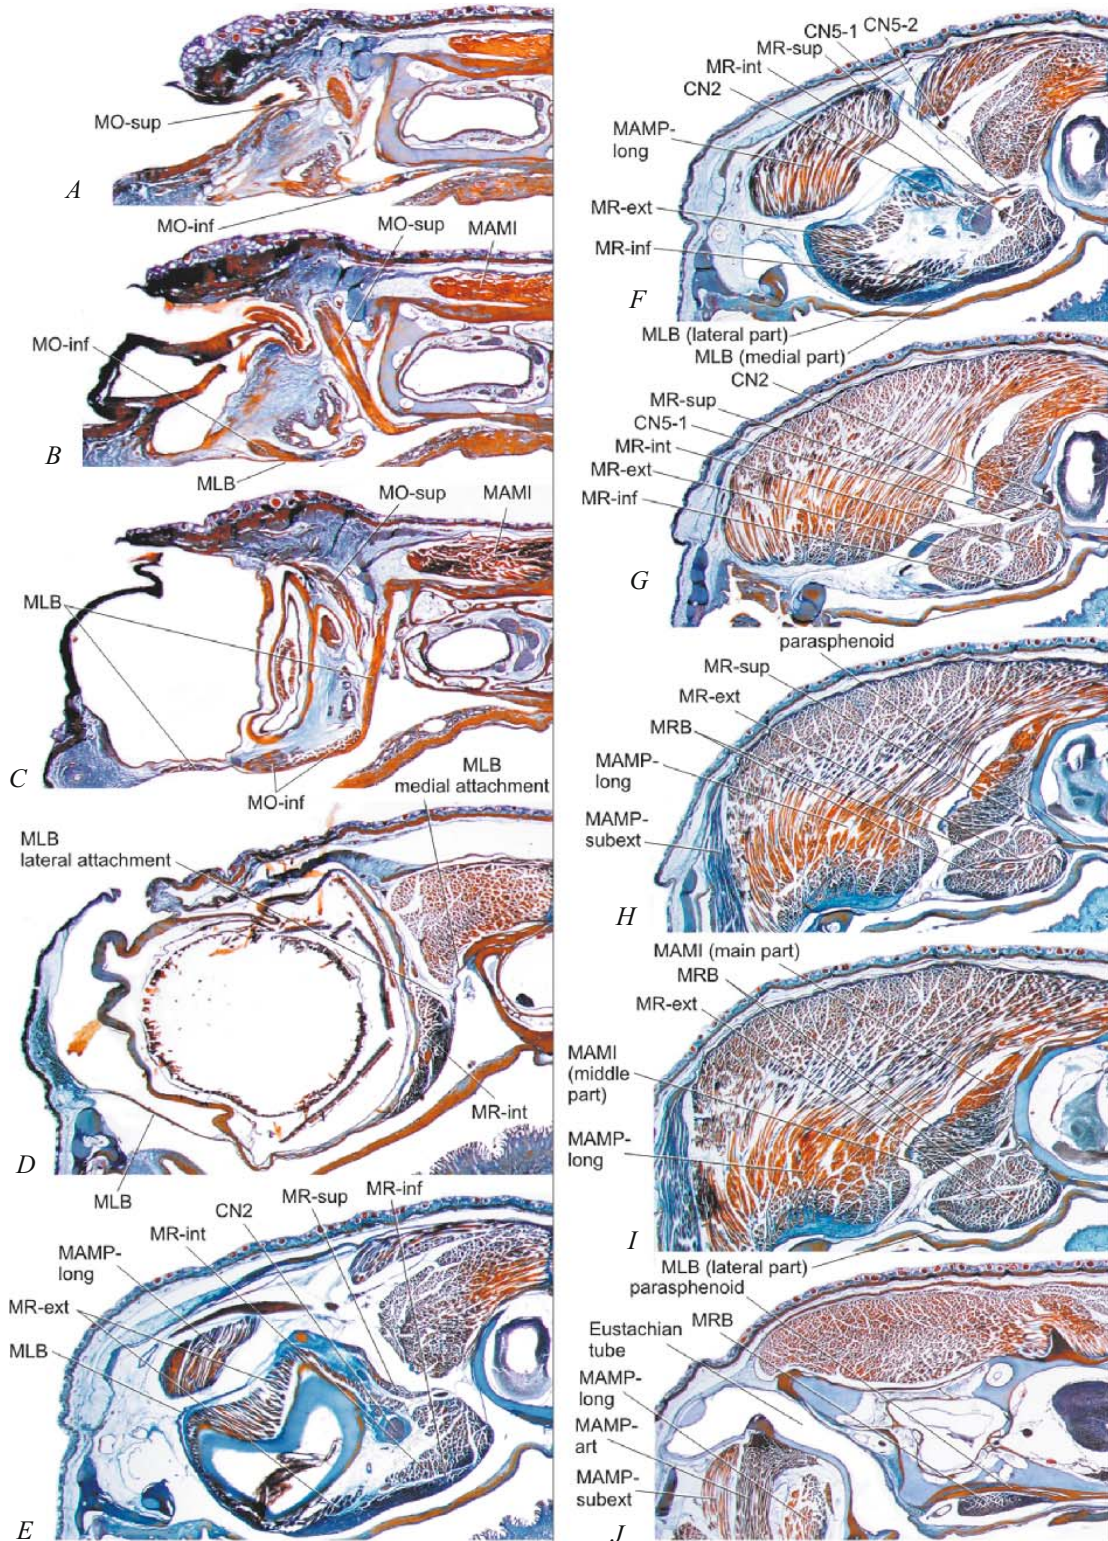 MO-sup
A
MO-inf
MO-sup
MAMI
MO-inf
B
MLB
MO-sup
MAMI
MLB
C
MO-inf
MLB
medial attachment
MLB
lateral attachment
MR-int
D
MLB
MR-sup
MR-inf
CN2
MR-int
MAMP-
long
MR-ext
MLB
E
CN5-2
CN5-1
MR-sup
MR-int
CN2
MAMP-
long
MR-ext
MR-inf
F
MLB (lateral part)
MLB (medial part)
CN2
MR-sup
CN5-1
MR-int
MR-ext
MR-inf
G
parasphenoid
MR-sup
MR-ext
MRB
MAMP-
long
MAMP-
subext
H
MAMI (main part)
MRB
MR-ext
MAMI
(middle
part)
MAMP-
long
I
MLB (lateral part)
parasphenoid
MRB
Eustachian
tube
MAMP-
long
MAMP-
art
MAMP-
subext
J